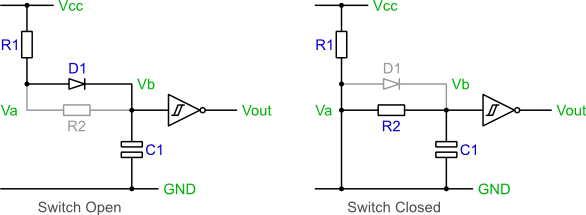 Vcc
R1
D1
Vb
Va
R2
Vout
C1
GND
Switch Open
Vcc
R1
D1
Vb
Va
R2
Vout
C1
GND
Switch Closed